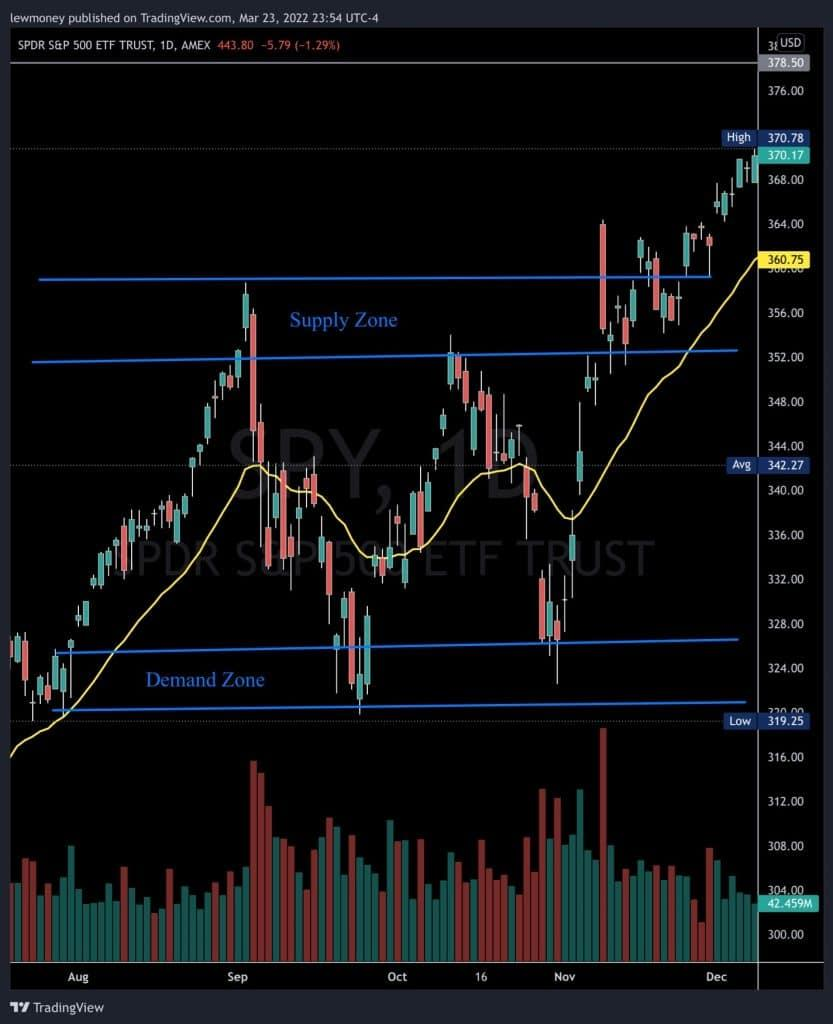 lewmoney published on TradingView.com, Mar 23, 2022 23:54 UTC-4
SPDR S&P 500 ETF TRUST, 1D, AMEX 443.80 −5.79 (−1.29%)
USD
378.50
376.00
High 370.78
370.17
368.00
364.00
360.75
356.00
Supply Zone
352.00
348.00
344.00
SPY, 1D
Avg 342.27
340.00
336.00
SPDR S&P 500 ETF TRUST
332.00
328.00
324.00
Demand Zone
320.00
Low 319.25
316.00
312.00
308.00
304.00
42.459M
300.00
Aug Sep Oct 16 Nov Dec
TradingView